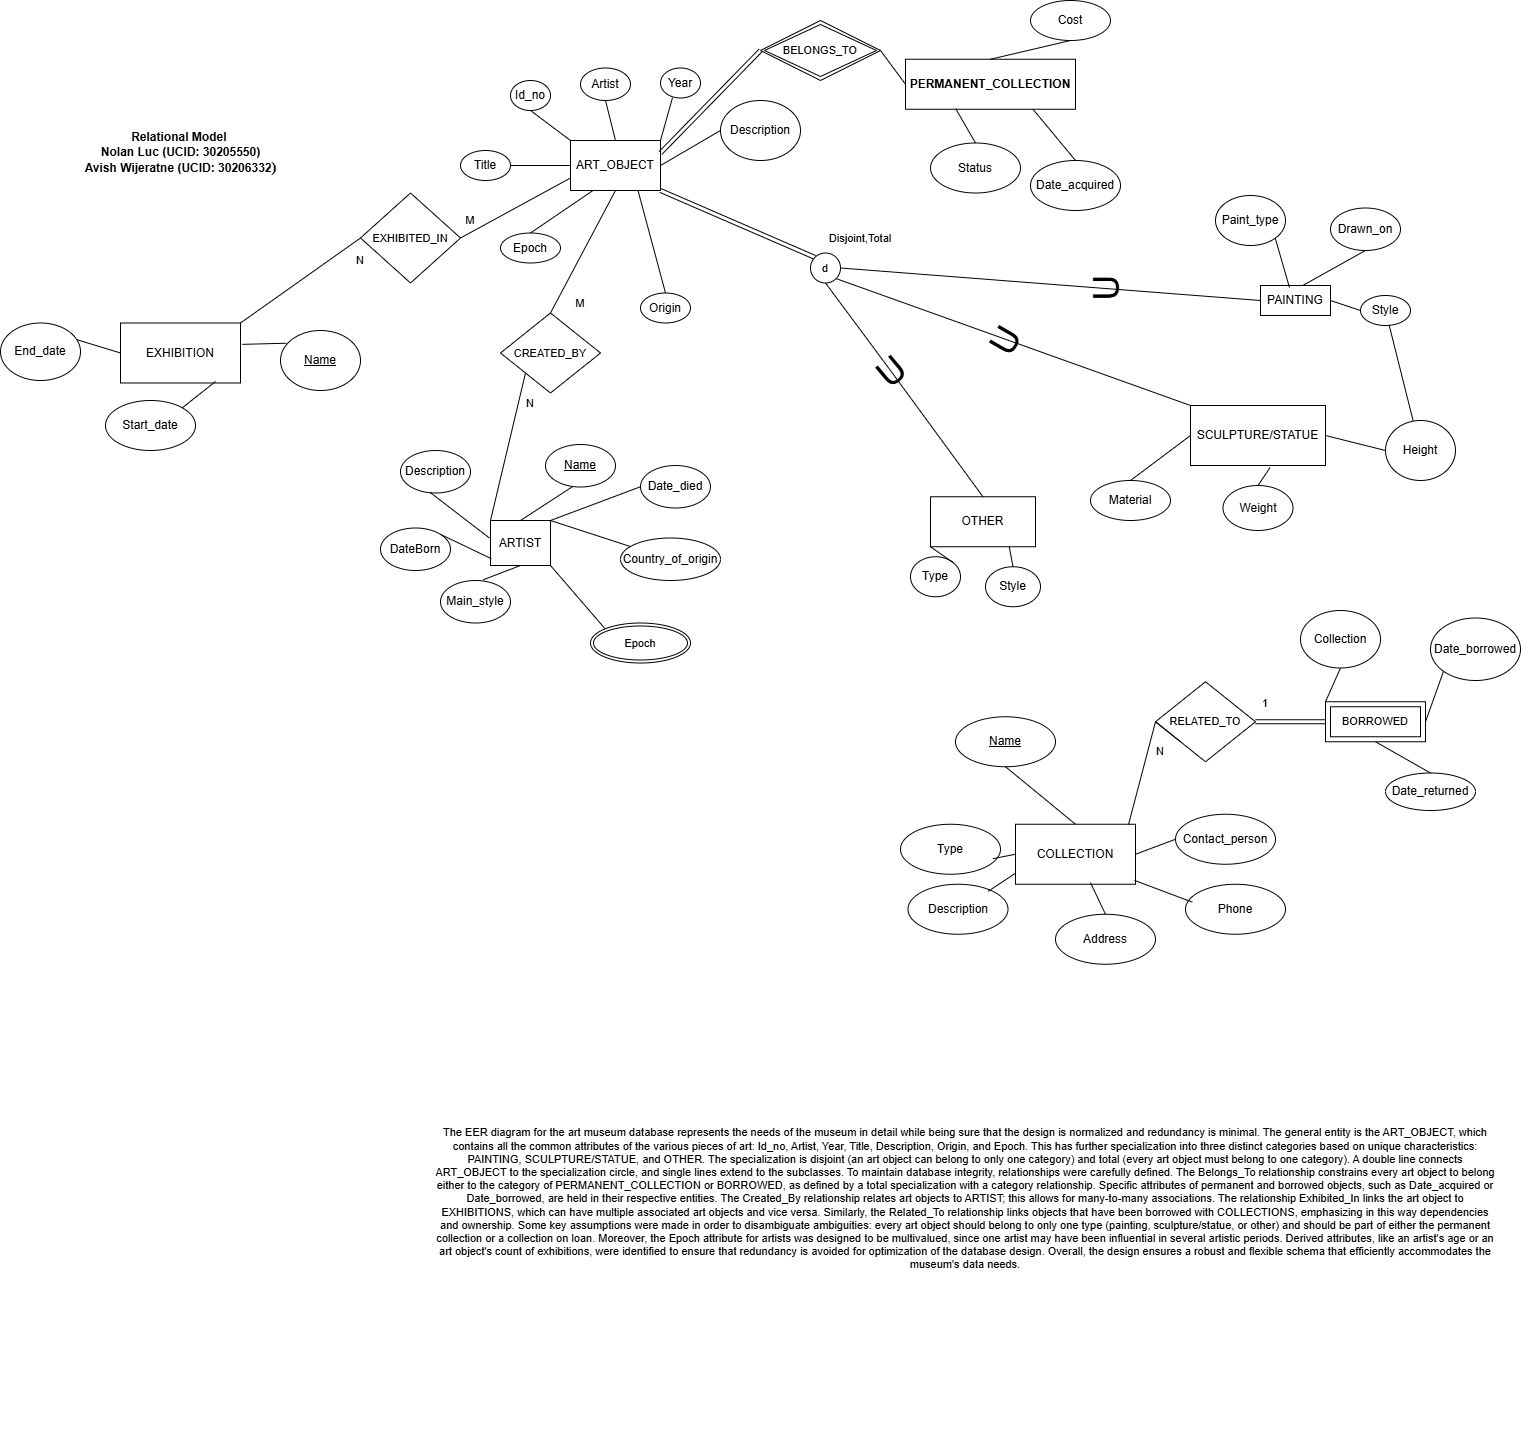 Cost
BELONGS_TO
PERMANENT_COLLECTION
Status
Date_acquired
Id_no
Artist
Year
Description
Title
ART_OBJECT
Epoch
Origin
Relational Model
Nolan Luc (UCID: 30205550)
Avish Wijeratne (UCID: 30206332)
EXHIBITED_IN
M
N
End_date
EXHIBITION
Name
Start_date
M
CREATED_BY
N
Disjoint,Total
d
Paint_type
Drawn_on
PAINTING
Style
SCULPTURE/STATUE
Height
Material
Weight
OTHER
Type
Style
Description
Name
Date_died
DateBorn
ARTIST
Country_of_origin
Main_style
Epoch
Collection
Date_borrowed
RELATED_TO
1
N
BORROWED
Date_returned
Name
Type
COLLECTION
Contact_person
Description
Phone
Address
The EER diagram for the art museum database represents the needs of the museum in detail while being sure that the design is normalized and redundancy is minimal. The general entity is the ART_OBJECT, which
contains all the common attributes of the various pieces of art: Id_no, Artist, Year, Title, Description, Origin, and Epoch. This has further specialization into three distinct categories based on unique characteristics:
PAINTING, SCULPTURE/STATUE, and OTHER. The specialization is disjoint (an art object can belong to only one category) and total (every art object must belong to one category). A double line connects
ART_OBJECT to the specialization circle, and single lines extend to the subclasses. To maintain database integrity, relationships were carefully defined. The Belongs_To relationship constrains every art object to belong
either to the category of PERMANENT_COLLECTION or BORROWED, as defined by a total specialization with a category relationship. Specific attributes of permanent and borrowed objects, such as Date_acquired or
Date_borrowed, are held in their respective entities. The Created_By relationship relates art objects to ARTIST; this allows for many-to-many associations. The relationship Exhibited_In links the art object to
EXHIBITIONS, which can have multiple associated art objects and vice versa. Similarly, the Related_To relationship links objects that have been borrowed with COLLECTIONS, emphasizing in this way dependencies
and ownership. Some key assumptions were made in order to disambiguate ambiguities: every art object should belong to only one type (painting, sculpture/statue, or other) and should be part of either the permanent
collection or a collection on loan. Moreover, the Epoch attribute for artists was designed to be multivalued, since one artist may have been influential in several artistic periods. Derived attributes, like an artist's age or an
art object's count of exhibitions, were identified to ensure that redundancy is avoided for optimization of the database design. Overall, the design ensures a robust and flexible schema that efficiently accommodates the
museum's data needs.